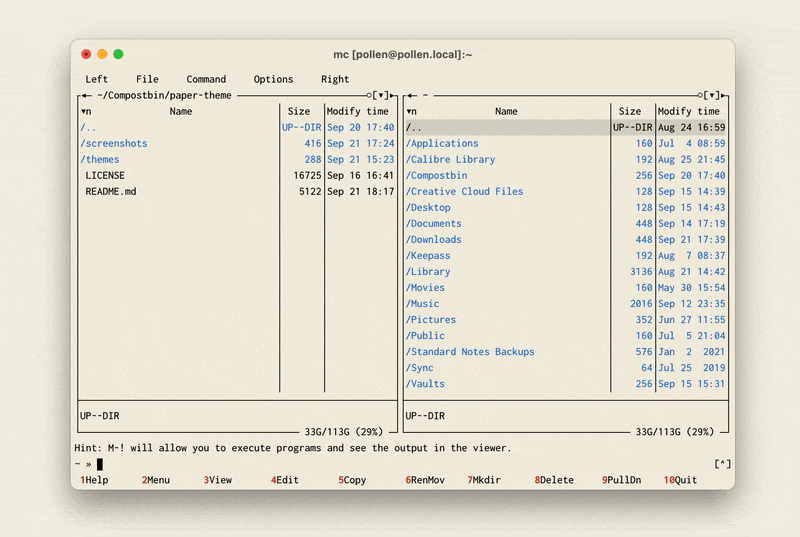 mc [pollen@pollen.local]:~
Left File Command Options Right
~/Compostbin/paper-theme
▾n Name Size Modify time
/.. UP--DIR Sep 20 17:40
/screenshots 416 Sep 21 17:24
/themes 288 Sep 21 15:23
LICENSE 16725 Sep 16 16:41
README.md 5122 Sep 21 18:17
UP--DIR
33G/113G (29%)
~
▾n Name Size Modify time
/.. UP--DIR Aug 24 16:59
/Applications 160 Jul 4 08:59
/Calibre Library 192 Aug 25 21:45
/Compostbin 256 Sep 20 17:40
/Creative Cloud Files 128 Sep 15 14:39
/Desktop 128 Sep 15 14:43
/Documents 448 Sep 14 17:19
/Downloads 448 Sep 21 17:39
/Keepass 192 Aug 7 08:37
/Library 3136 Aug 21 14:42
/Movies 160 May 30 15:54
/Music 2016 Sep 12 23:35
/Pictures 352 Jun 27 11:55
/Public 160 Jul 5 21:04
/Standard Notes Backups 576 Jan 2 2021
/Sync 64 Jul 25 2019
/Vaults 256 Sep 15 15:31
UP--DIR
33G/113G (29%)
Hint: M-! will allow you to execute programs and see the output in the viewer.
~ » [^]
1Help 2Menu 3View 4Edit 5Copy 6RenMov 7Mkdir 8Delete 9PullDn 10Quit